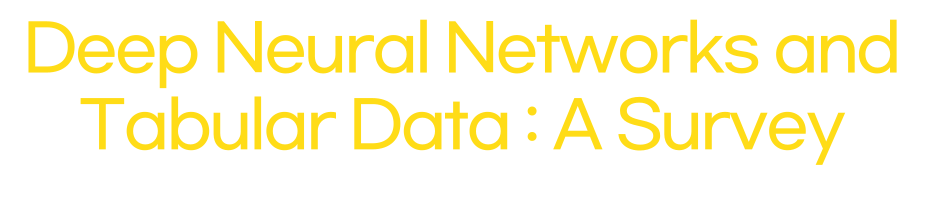 Deep Neural Networks and
Tabular Data : A Survey